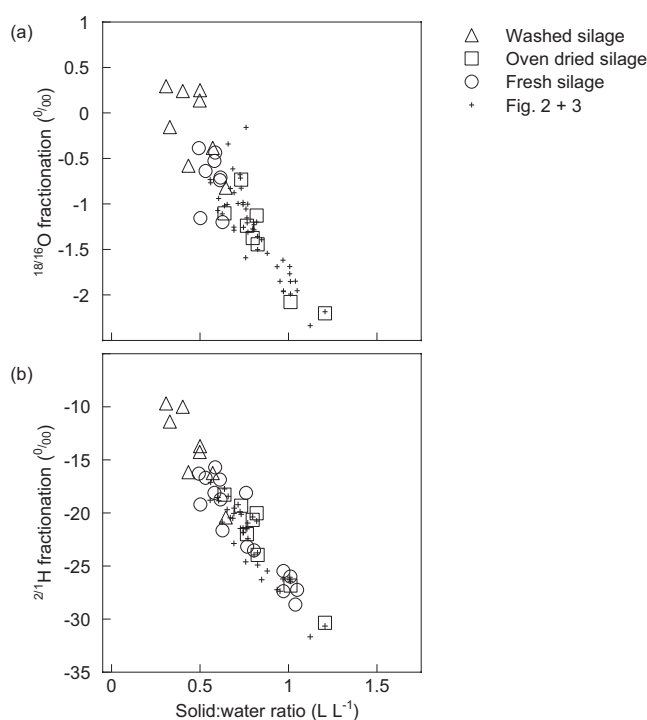 (a)
1
0.5
0
-0.5
-1
-1.5
-2
18/16O fractionation (0/00)
Washed silage
Oven dried silage
Fresh silage
Fig. 2 + 3
(b)
-10
-15
-20
-25
-30
-35
2/1H fractionation (0/00)
0 0.5 1 1.5
Solid:water ratio (L L-1)